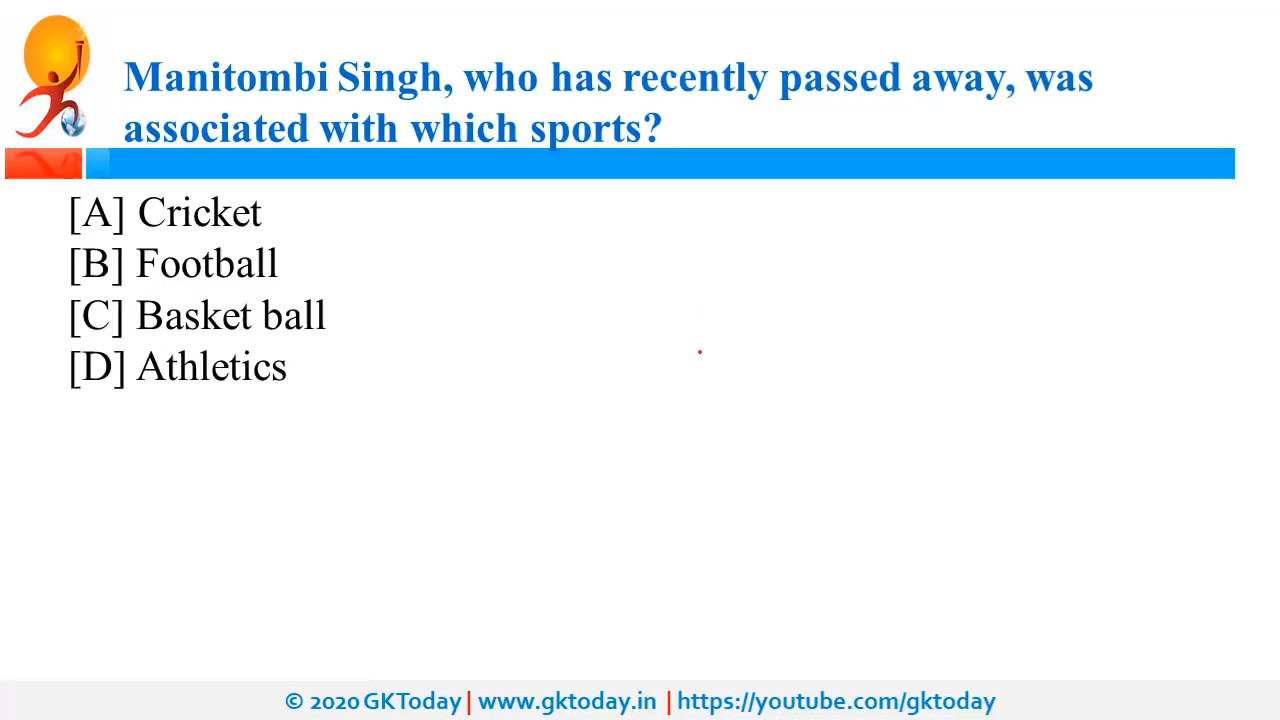 Manitombi Singh, who has recently passed away, was
associated with which sports?
[A] Cricket
[B] Football
[C] Basket ball
[D] Athletics
© 2020 GKToday | www.gktoday.in | https://youtube.com/gktoday